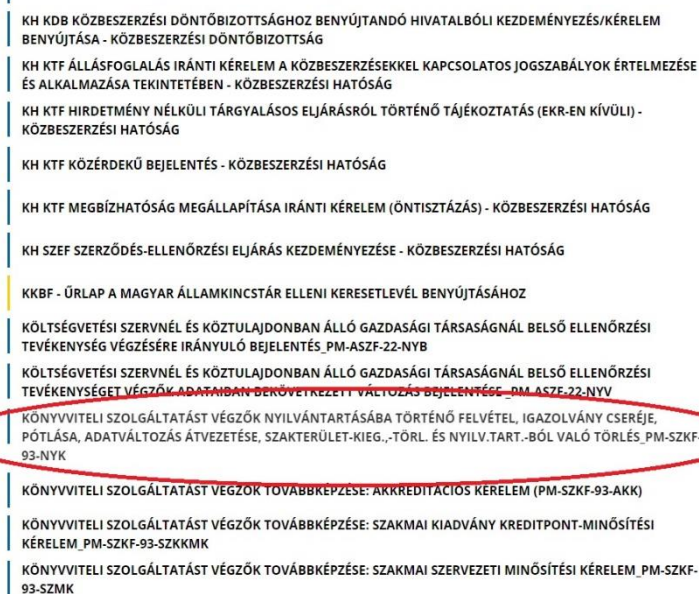 KH KDB KÖZBESZERZÉSI DÖNTŐBIZOTTSÁGHOZ BENYÚJTANDÓ HIVATALBÓLI KEZDEMÉNYEZÉS/KÉRELEM
BENYÚJTÁSA - KÖZBESZERZÉSI DÖNTŐBIZOTTSÁG
KH KTF ÁLLÁSFOGLALÁS IRÁNTI KÉRELEM A KÖZBESZERZÉSEKKEL KAPCSOLATOS JOGSZABÁLYOK ÉRTELMEZÉSE
ÉS ALKALMAZÁSA TEKINTETÉBEN - KÖZBESZERZÉSI HATÓSÁG
KH KTF HIRDETMÉNY NÉLKÜLI TÁRGYALÁSOS ELJÁRÁSRÓL TÖRTÉNŐ TÁJÉKOZTATÁS (EKR-EN KÍVÜLI) -
KÖZBESZERZÉSI HATÓSÁG
KH KTF KÖZÉRDEKŰ BEJELENTÉS - KÖZBESZERZÉSI HATÓSÁG
KH KTF MEGBÍZHATÓSÁG MEGÁLLAPÍTÁSA IRÁNTI KÉRELEM (ÖNTISZTÁZÁS) - KÖZBESZERZÉSI HATÓSÁG
KH SZEF SZERZŐDÉS-ELLENŐRZÉSI ELJÁRÁS KEZDEMÉNYEZÉSE - KÖZBESZERZÉSI HATÓSÁG
KKBF - ŰRLAP A MAGYAR ÁLLAMKINCSTÁR ELLENI KERESETLEVÉL BENYÚJTÁSÁHOZ
KÖLTSÉGVETÉSI SZERVNÉL ÉS KÖZTULAJDONBAN ÁLLÓ GAZDASÁGI TÁRSASÁGNÁL BELSŐ ELLENŐRZÉSI
TEVÉKENYSÉG VÉGZÉSÉRE IRÁNYULÓ BEJELENTÉS_PM-ASZF-22-NYB
KÖLTSÉGVETÉSI SZERVNÉL ÉS KÖZTULAJDONBAN ÁLLÓ GAZDASÁGI TÁRSASÁGNÁL BELSŐ ELLENŐRZÉSI
TEVÉKENYSÉGET VÉGZŐK ADATAIBAN BEKÖVETKEZETT VÁLTOZÁS BEJELENTÉSE_PM-ASZF-22-NYV
KÖNYVVITELI SZOLGÁLTATÁST VÉGZŐK NYILVÁNTARTÁSÁBA TÖRTÉNŐ FELVÉTEL, IGAZOLVÁNY CSERÉJE,
PÓTLÁSA, ADATVÁLTOZÁS ÁTVEZETÉSE, SZAKTERÜLET-KIEG.,-TÖRL. ÉS NYILV.TART.-BÓL VALÓ TÖRLÉS_PM-SZKF-
93-NYK
KÖNYVVITELI SZOLGÁLTATÁST VÉGZŐK TOVÁBBKÉPZÉSE: AKKREDITÁCIÓS KÉRELEM (PM-SZKF-93-AKK)
KÖNYVVITELI SZOLGÁLTATÁST VÉGZŐK TOVÁBBKÉPZÉSE: SZAKMAI KIADVÁNY KREDITPONT-MINŐSÍTÉSI
KÉRELEM_PM-SZKF-93-SZKKMK
KÖNYVVITELI SZOLGÁLTATÁST VÉGZŐK TOVÁBBKÉPZÉSE: SZAKMAI SZERVEZETI MINŐSÍTÉSI KÉRELEM_PM-SZKF-
93-SZMK